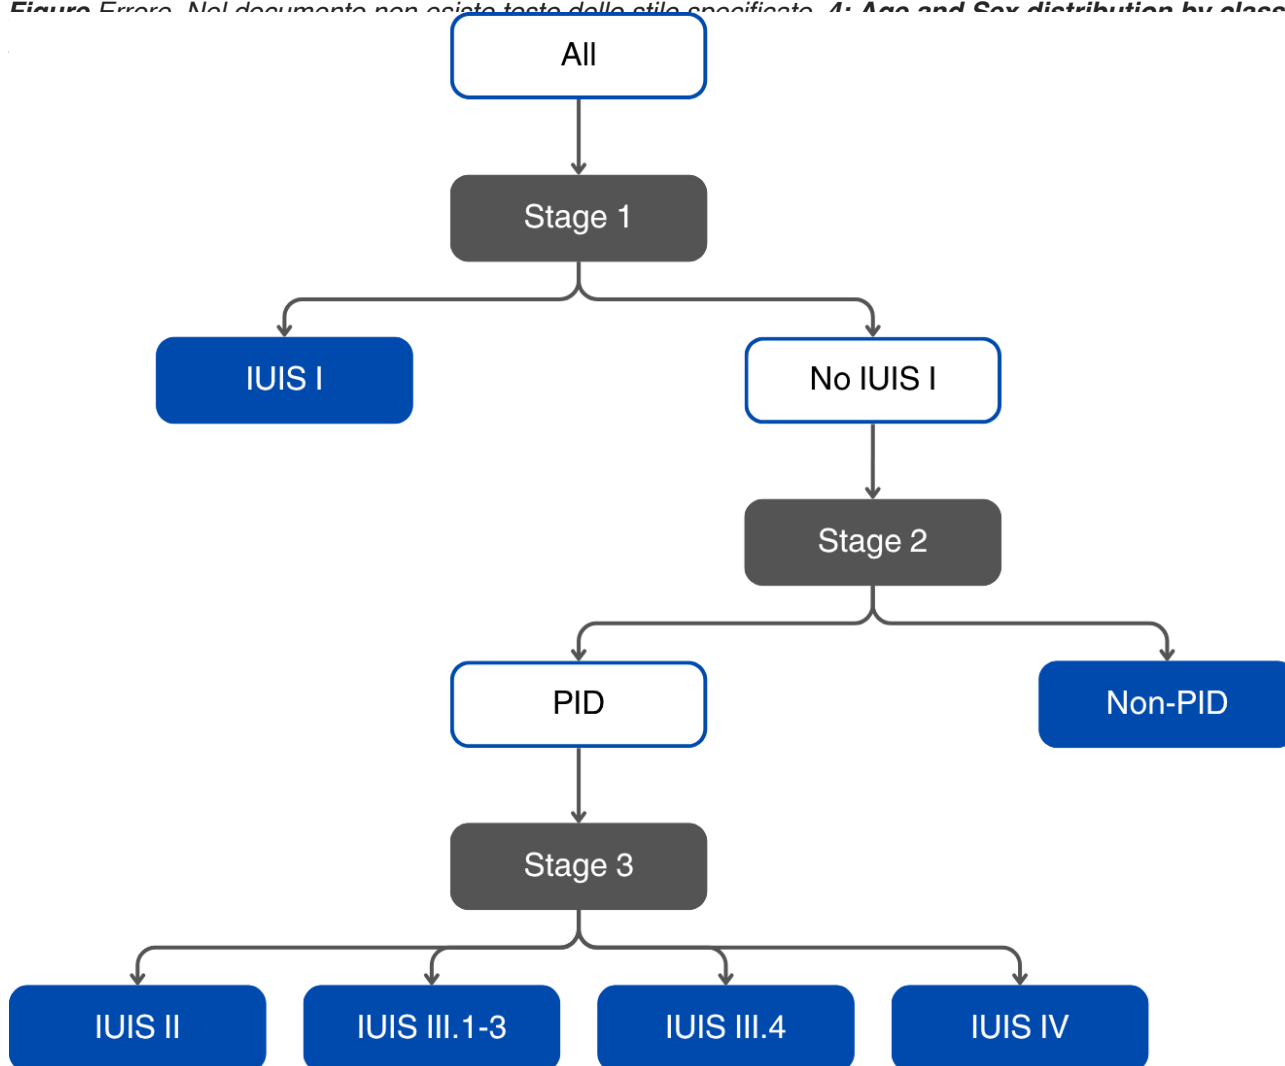 Figure Errore. Nel documento non esiste testo dello stile specificato. 4: Age and Sex distribution by class
All
Stage 1
IUIS I
No IUIS I
Stage 2
PID
Non-PID
Stage 3
IUIS II
IUIS III.1-3
IUIS III.4
IUIS IV